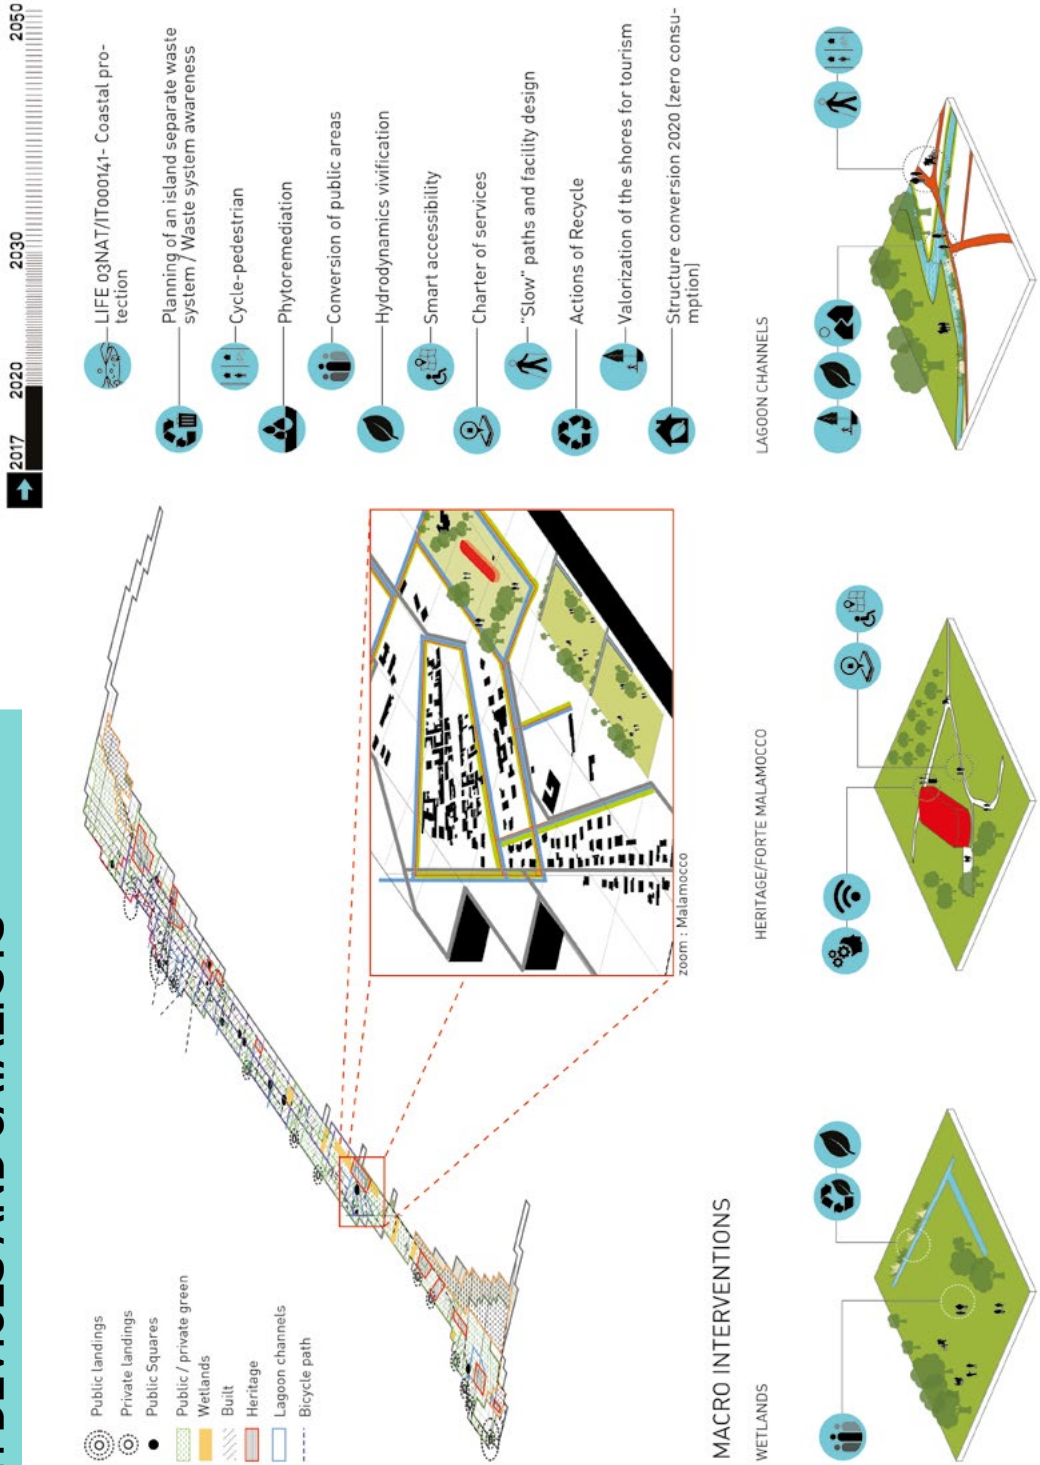 DEVICES AND
2017 2020 2030 2050
Public landings
Private landings
Public Squares
Public / private green
Wetlands
Built
Heritage
Lagoon channels
Bicycle path
zoom : Malamocco
LIFE 03NAT/IT000141- Coastal pro-
tection
Planning of an island separate waste
system / Waste system awareness
Cycle-pedestrian
Phytoremediation
Conversion of public areas
Hydrodynamics vivification
Smart accessibility
Charter of services
"Slow" paths and facility design
Actions of Recycle
Valorization of the shores for tourism
Structure conversion 2020 (zero consu-
mption)
MACRO INTERVENTIONS
WETLANDS
HERITAGE/FORTE MALAMOCCO
LAGOON CHANNELS